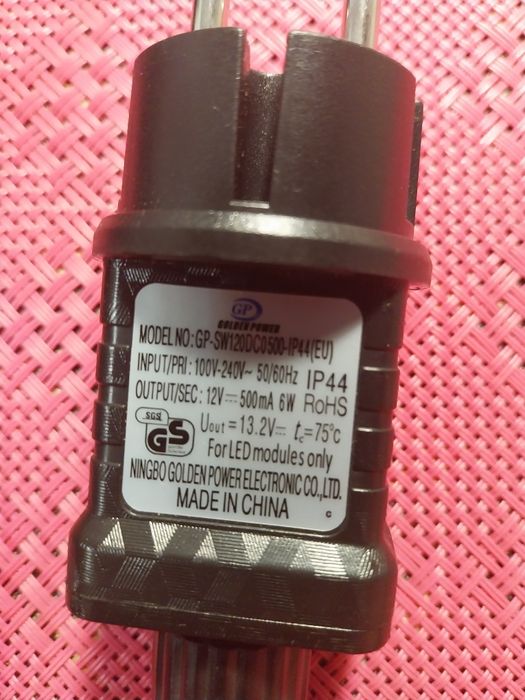 GP
GOLDEN POWER
MODEL NO.: GP-SW120DC0500-IP44(EU)
INPUT/PRI : 100V-240V~ 50/60Hz IP44
OUTPUT/SEC : 12V⎓500mA 6W RoHS
SGS GS Uout = 13.2V⎓ tc=75°c
For LED modules only
NINGBO GOLDEN POWER ELECTRONIC CO.,LTD.
MADE IN CHINA
G